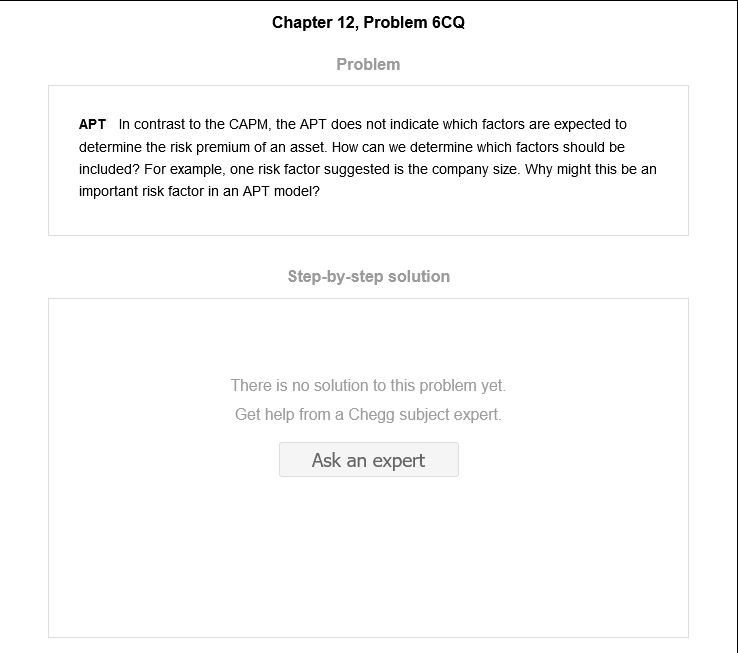 Chapter 12, Problem 6CQ
Problem
APT In contrast to the CAPM, the APT does not indicate which factors are expected to
determine the risk premium of an asset. How can we determine which factors should be
included? For example, one risk factor suggested is the company size. Why might this be an
important risk factor in an APT model?
Step-by-step solution
There is no solution to this problem yet.
Get help from a Chegg subject expert.
Ask an expert